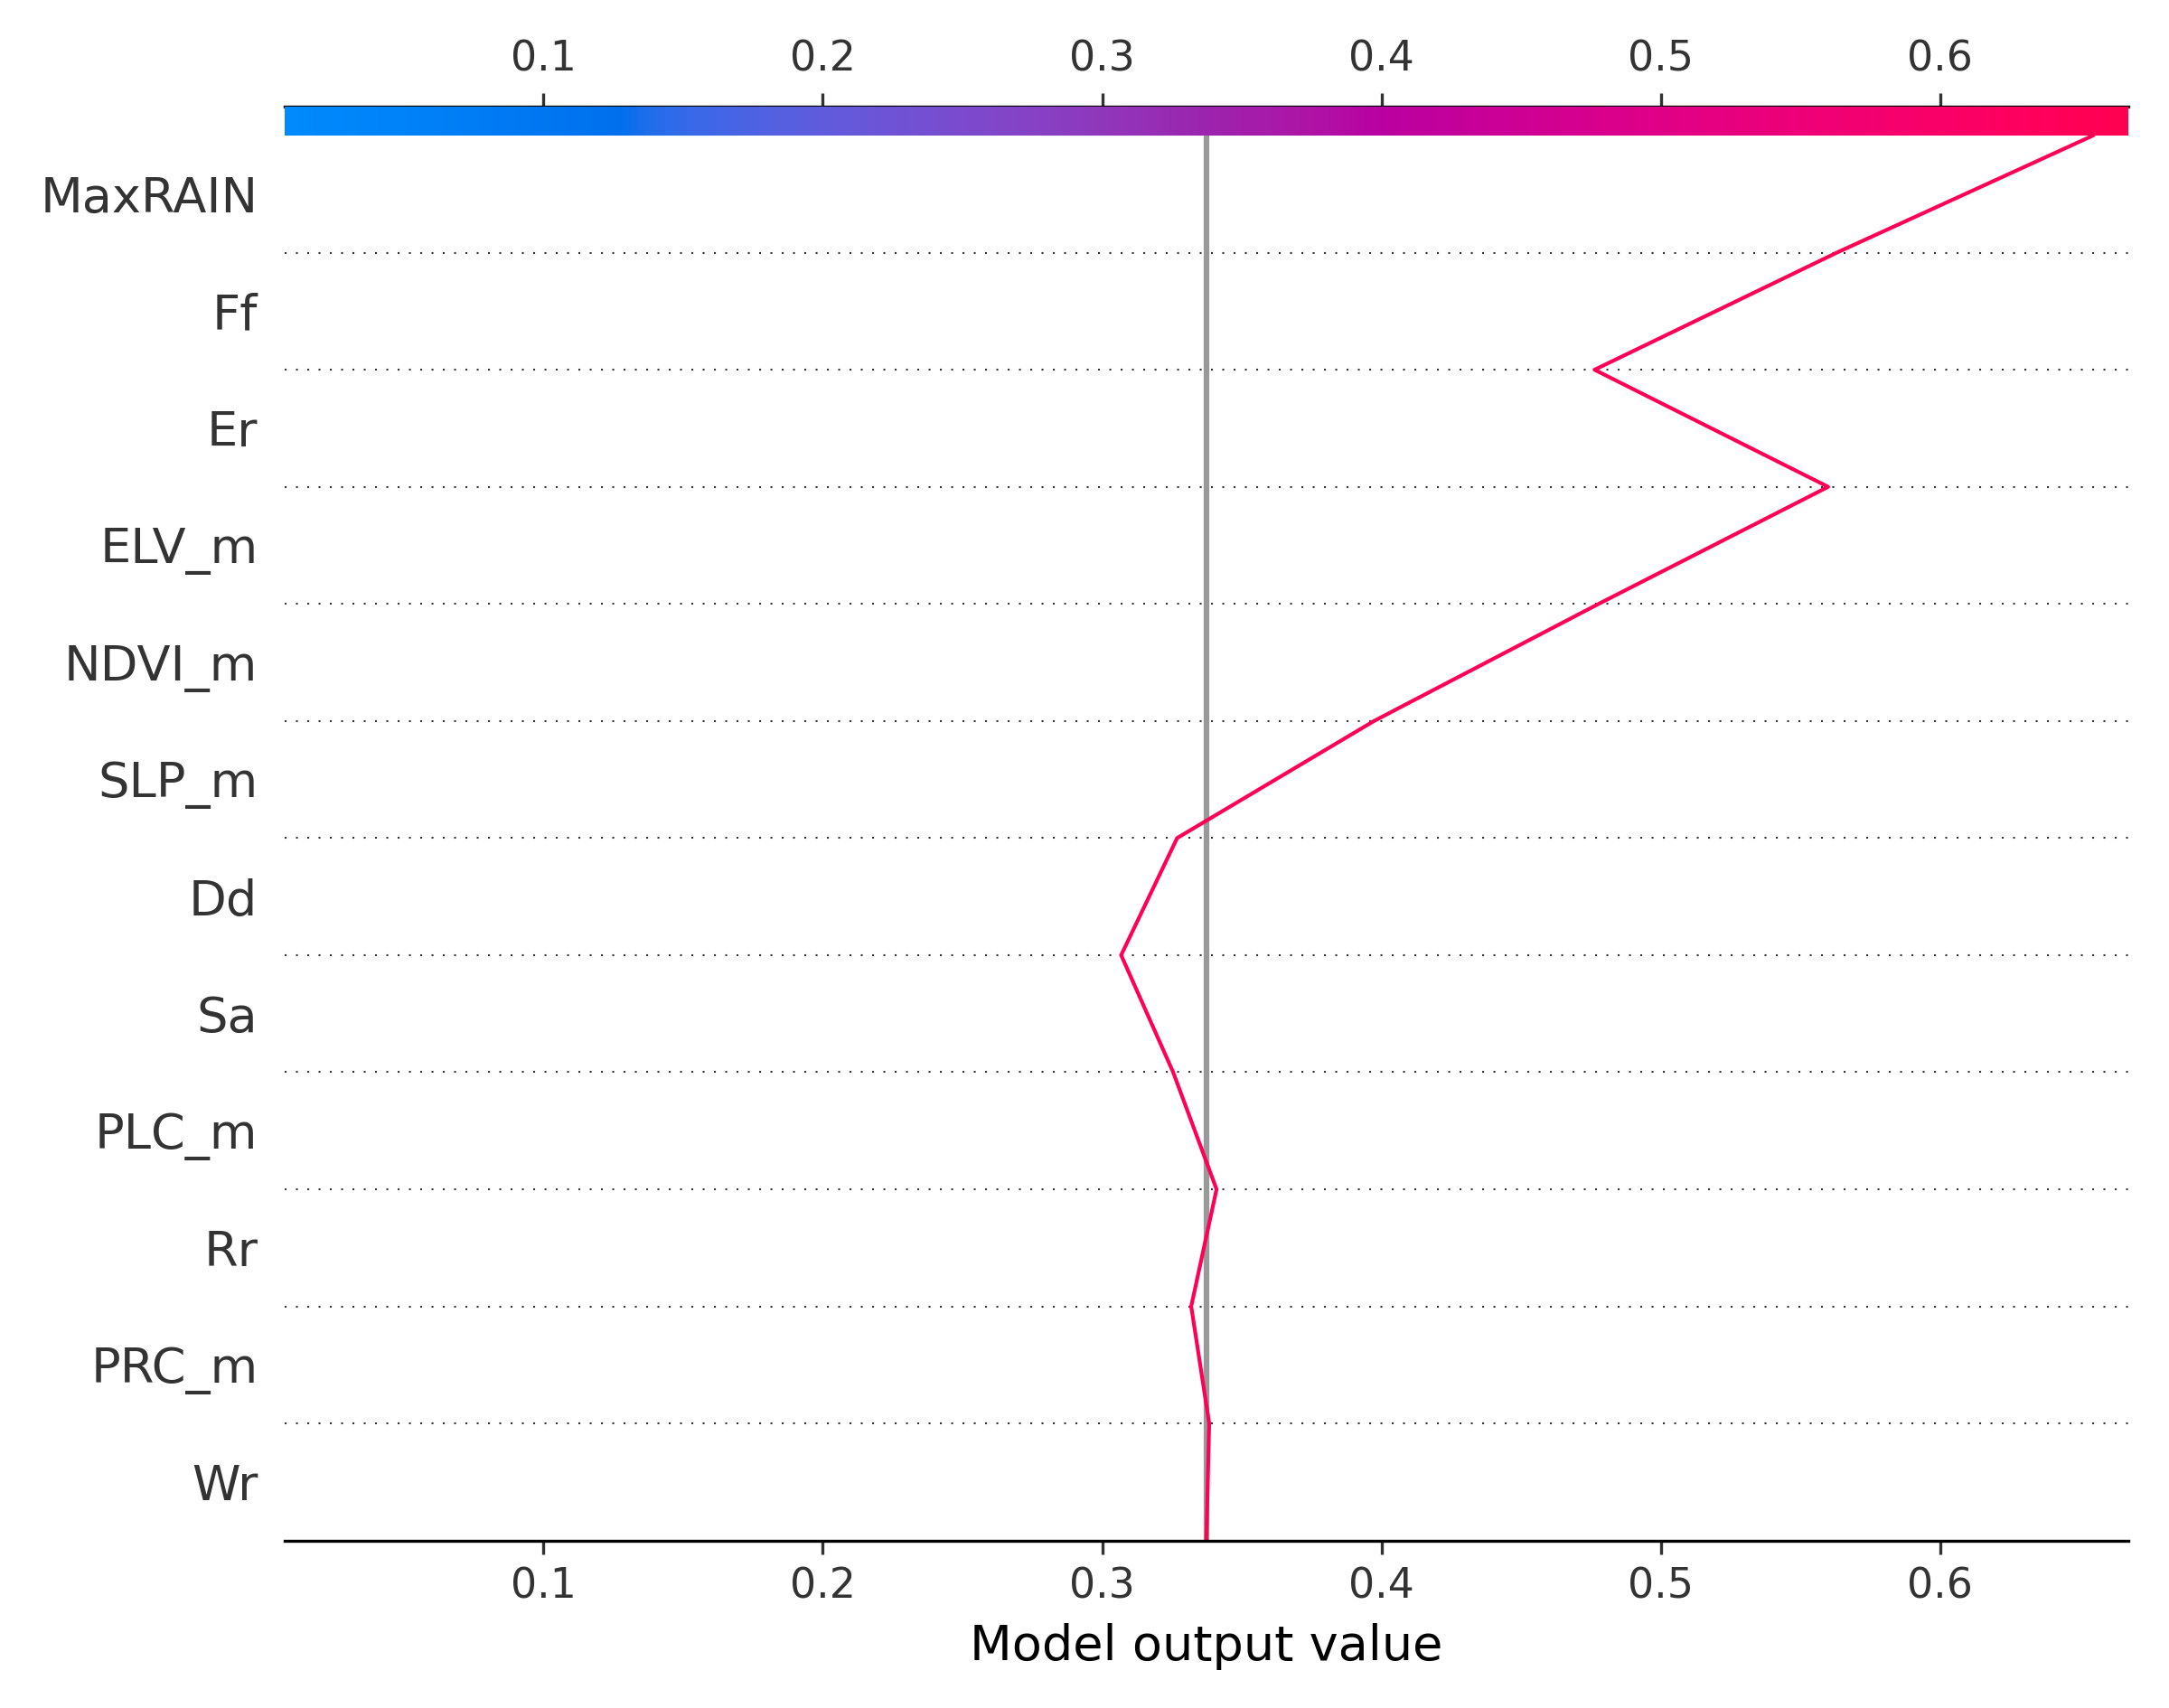 0.1 0.2 0.3 0.4 0.5 0.6
MaxRAIN
Ff
Er
ELV_m
NDVI_m
SLP_m
Dd
Sa
PLC_m
Rr
PRC_m
Wr
0.1 0.2 0.3 0.4 0.5 0.6
Model output value